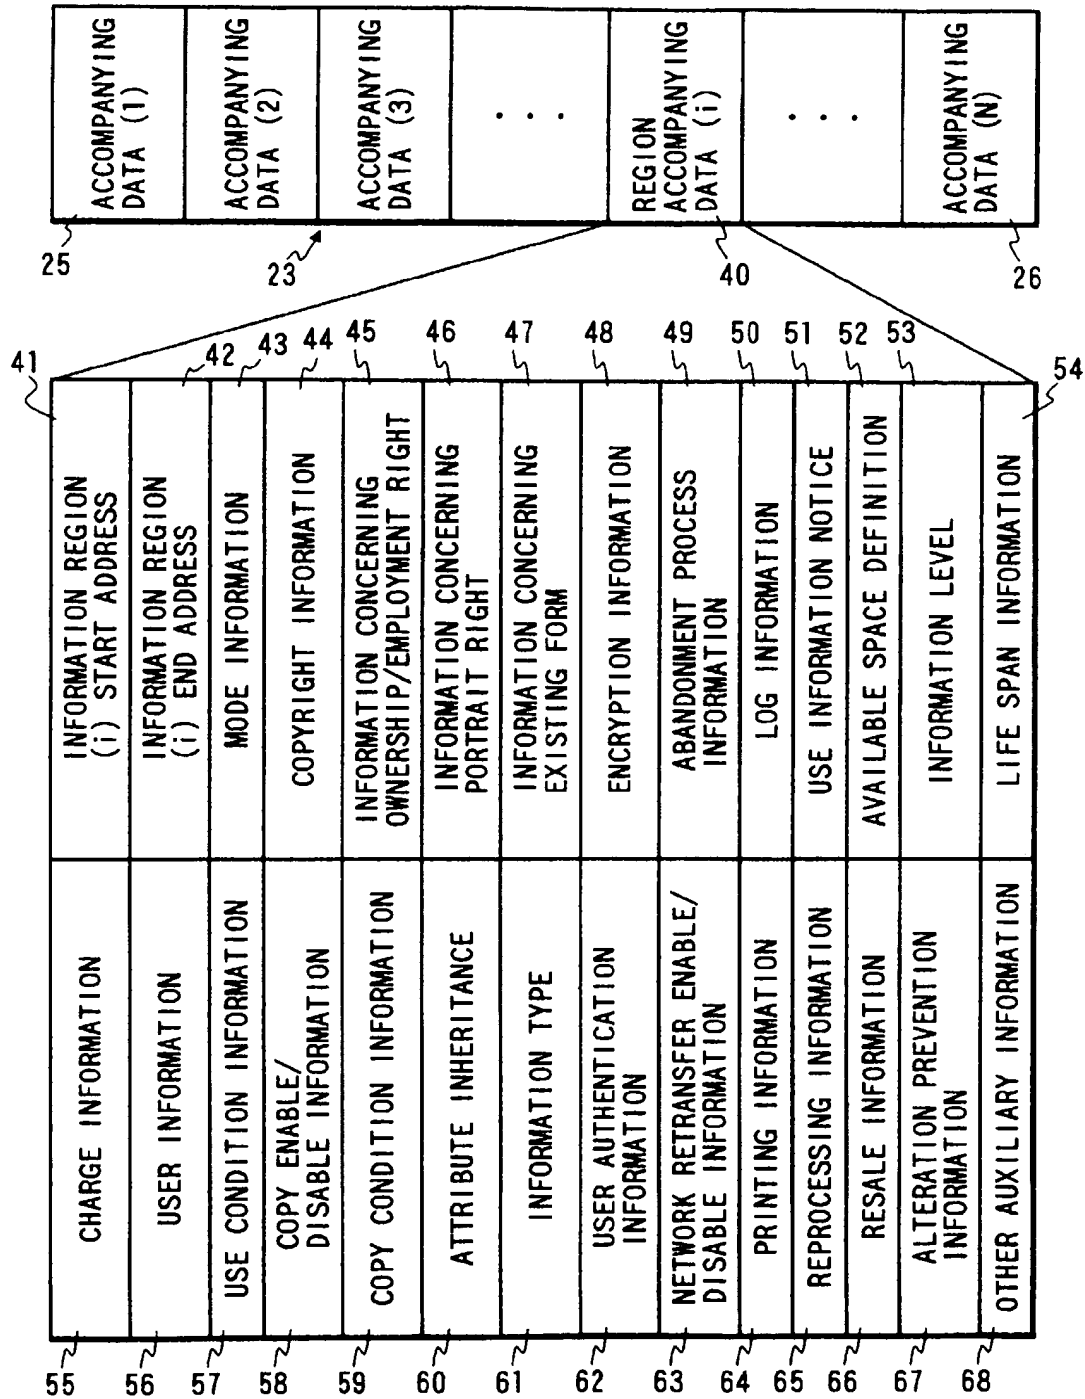 25
ACCOMPANYING
DATA (1)
ACCOMPANYING
DATA (2)
23
ACCOMPANYING
DATA (3)
. . .
REGION
ACCOMPANYING
DATA (i)
40
. . .
ACCOMPANYING
DATA (N)
26
41
INFORMATION REGION
(i) START ADDRESS
42
INFORMATION REGION
(i) END ADDRESS
43
MODE INFORMATION
44
COPYRIGHT INFORMATION
45
INFORMATION CONCERNING
OWNERSHIP/EMPLOYMENT RIGHT
46
INFORMATION CONCERNING
PORTRAIT RIGHT
47
INFORMATION CONCERNING
EXISTING FORM
48
ENCRYPTION INFORMATION
49
ABANDONMENT PROCESS
INFORMATION
50
LOG INFORMATION
51
USE INFORMATION NOTICE
52
AVAILABLE SPACE DEFINITION
53
INFORMATION LEVEL
54
LIFE SPAN INFORMATION
55
CHARGE INFORMATION
56
USER INFORMATION
57
USE CONDITION INFORMATION
58
COPY ENABLE/
DISABLE INFORMATION
59
COPY CONDITION INFORMATION
60
ATTRIBUTE INHERITANCE
61
INFORMATION TYPE
62
USER AUTHENTICATION
INFORMATION
63
NETWORK RETRANSFER ENABLE/
DISABLE INFORMATION
64
PRINTING INFORMATION
65
REPROCESSING INFORMATION
66
RESALE INFORMATION
67
ALTERATION PREVENTION
INFORMATION
68
OTHER AUXILIARY INFORMATION